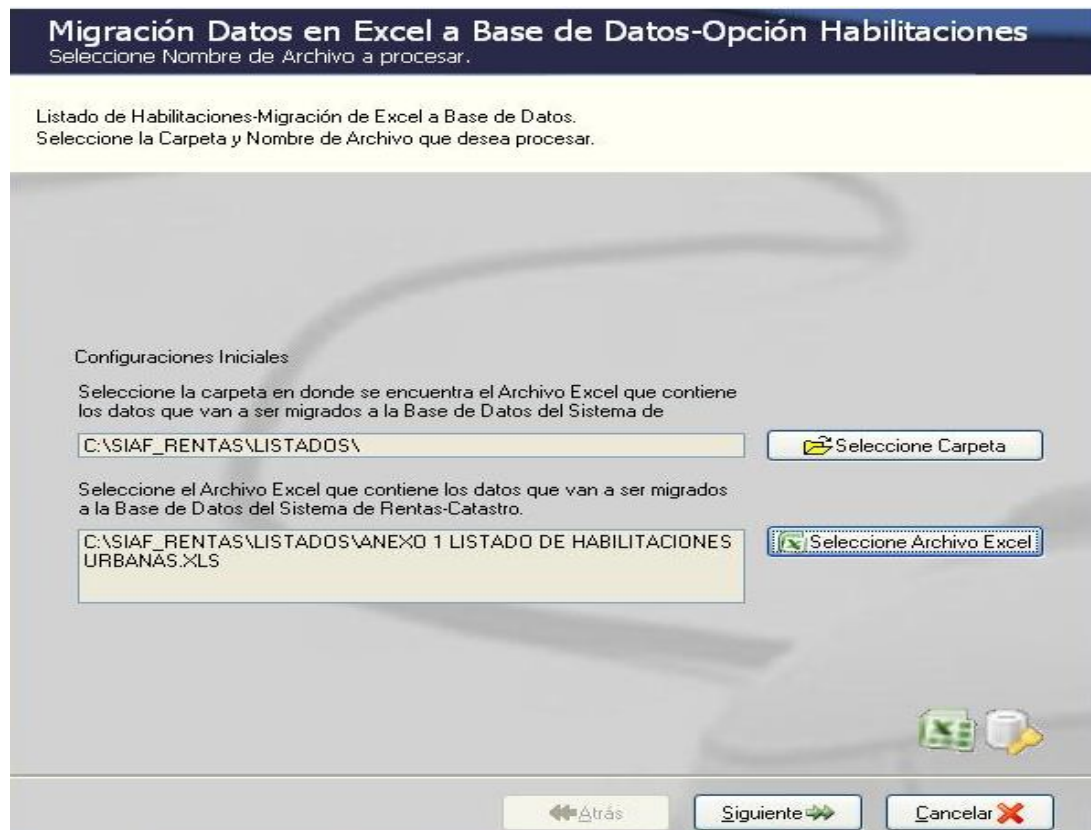 Migración Datos en Excel a Base de Datos-Opción Habilitaciones
Seleccione Nombre de Archivo a procesar.
Listado de Habilitaciones-Migración de Excel a Base de Datos.
Seleccione la Carpeta y Nombre de Archivo que desea procesar.
Configuraciones Iniciales
Seleccione la carpeta en donde se encuentra el Archivo Excel que contiene
los datos que van a ser migrados a la Base de Datos del Sistema de
C:\SIAF_RENTAS\LISTADOS\
Seleccione Carpeta
Seleccione el Archivo Excel que contiene los datos que van a ser migrados
a la Base de Datos del Sistema de Rentas-Catastro.
C:\SIAF_RENTAS\LISTADOS\ANEXO 1 LISTADO DE HABILITACIONES
URBANAS.XLS
Seleccione Archivo Excel
Atrás
Siguiente
Cancelar